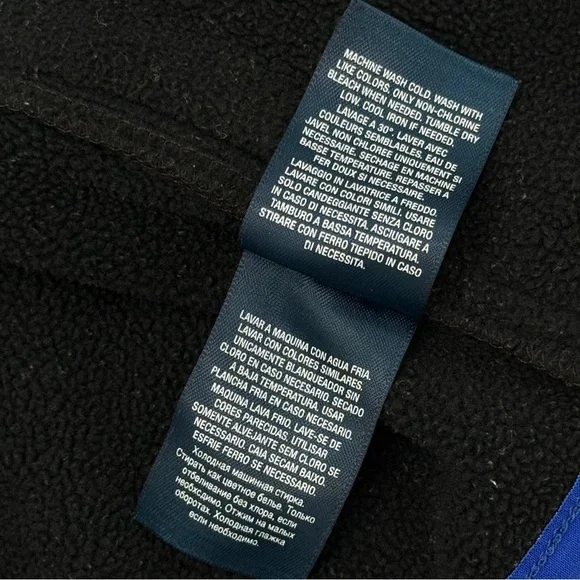 MACHINE WASH COLD. WASH WITH
LIKE COLORS. ONLY NON-CHLORINE
BLEACH WHEN NEEDED. TUMBLE DRY
LOW. COOL IRON IF NEEDED.
LAVAGE A 30°. LAVER AVEC
COULEURS SEMBLABLES. EAU DE
JAVEL NON CHLOREE UNIQUEMENT SI
NECESSAIRE. SECHAGE EN MACHINE
BASSE TEMPERATURE. REPASSER A
FER DOUX SI NECESSAIRE.
LAVAGGIO IN LAVATRICE A FREDDO.
LAVARE CON COLORI SIMILI. USARE
SOLO CANDEGGIANTE SENZA CLORO
IN CASO DI NECESSITA. ASCIUGARE A
TAMBURO A BASSA TEMPERATURA.
STIRARE CON FERRO TIEPIDO IN CASO
DI NECESSITA.
LAVAR A MAQUINA CON AGUA FRIA.
LAVAR CON COLORES SIMILARES.
UNICAMENTE BLANQUEADOR SIN
CLORO EN CASO NECESARIO. SECADO
A BAJA TEMPERATURA. USAR
PLANCHA FRIA EN CASO NECESARIO.
MAQUINA LAVO FRIO. LAVE-SE DE
CORES PARECIDAS. UTILISAR
SOMENTE ALVEJANTE SEM CLORO SE
NECESSARIO. CAIA SECAM BAIXO.
ESFRIE FERRO SE NECESSARIO.
Холодная машинная стирка.
Стирать как цветное белье. Только
отбеливание без хлора, если
необходимо. Отжим на малых
оборотах. Холодная глажка
если необходимо.